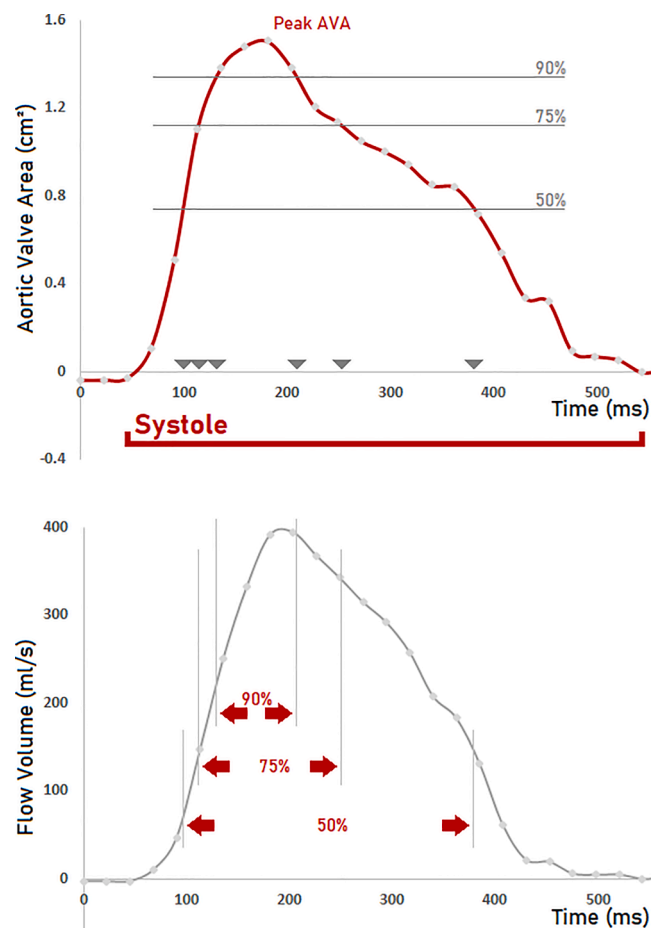 1.6
Peak AVA
90%
1.2
75%
0.8
50%
0.4
0
0 100 200 300 400 500
Time (ms)
Systole
-0.4
Aortic Valve Area (cm²)
400
300
200
90%
75%
100
50%
0
0 100 200 300 400 500
Time (ms)
Flow Volume (ml/s)